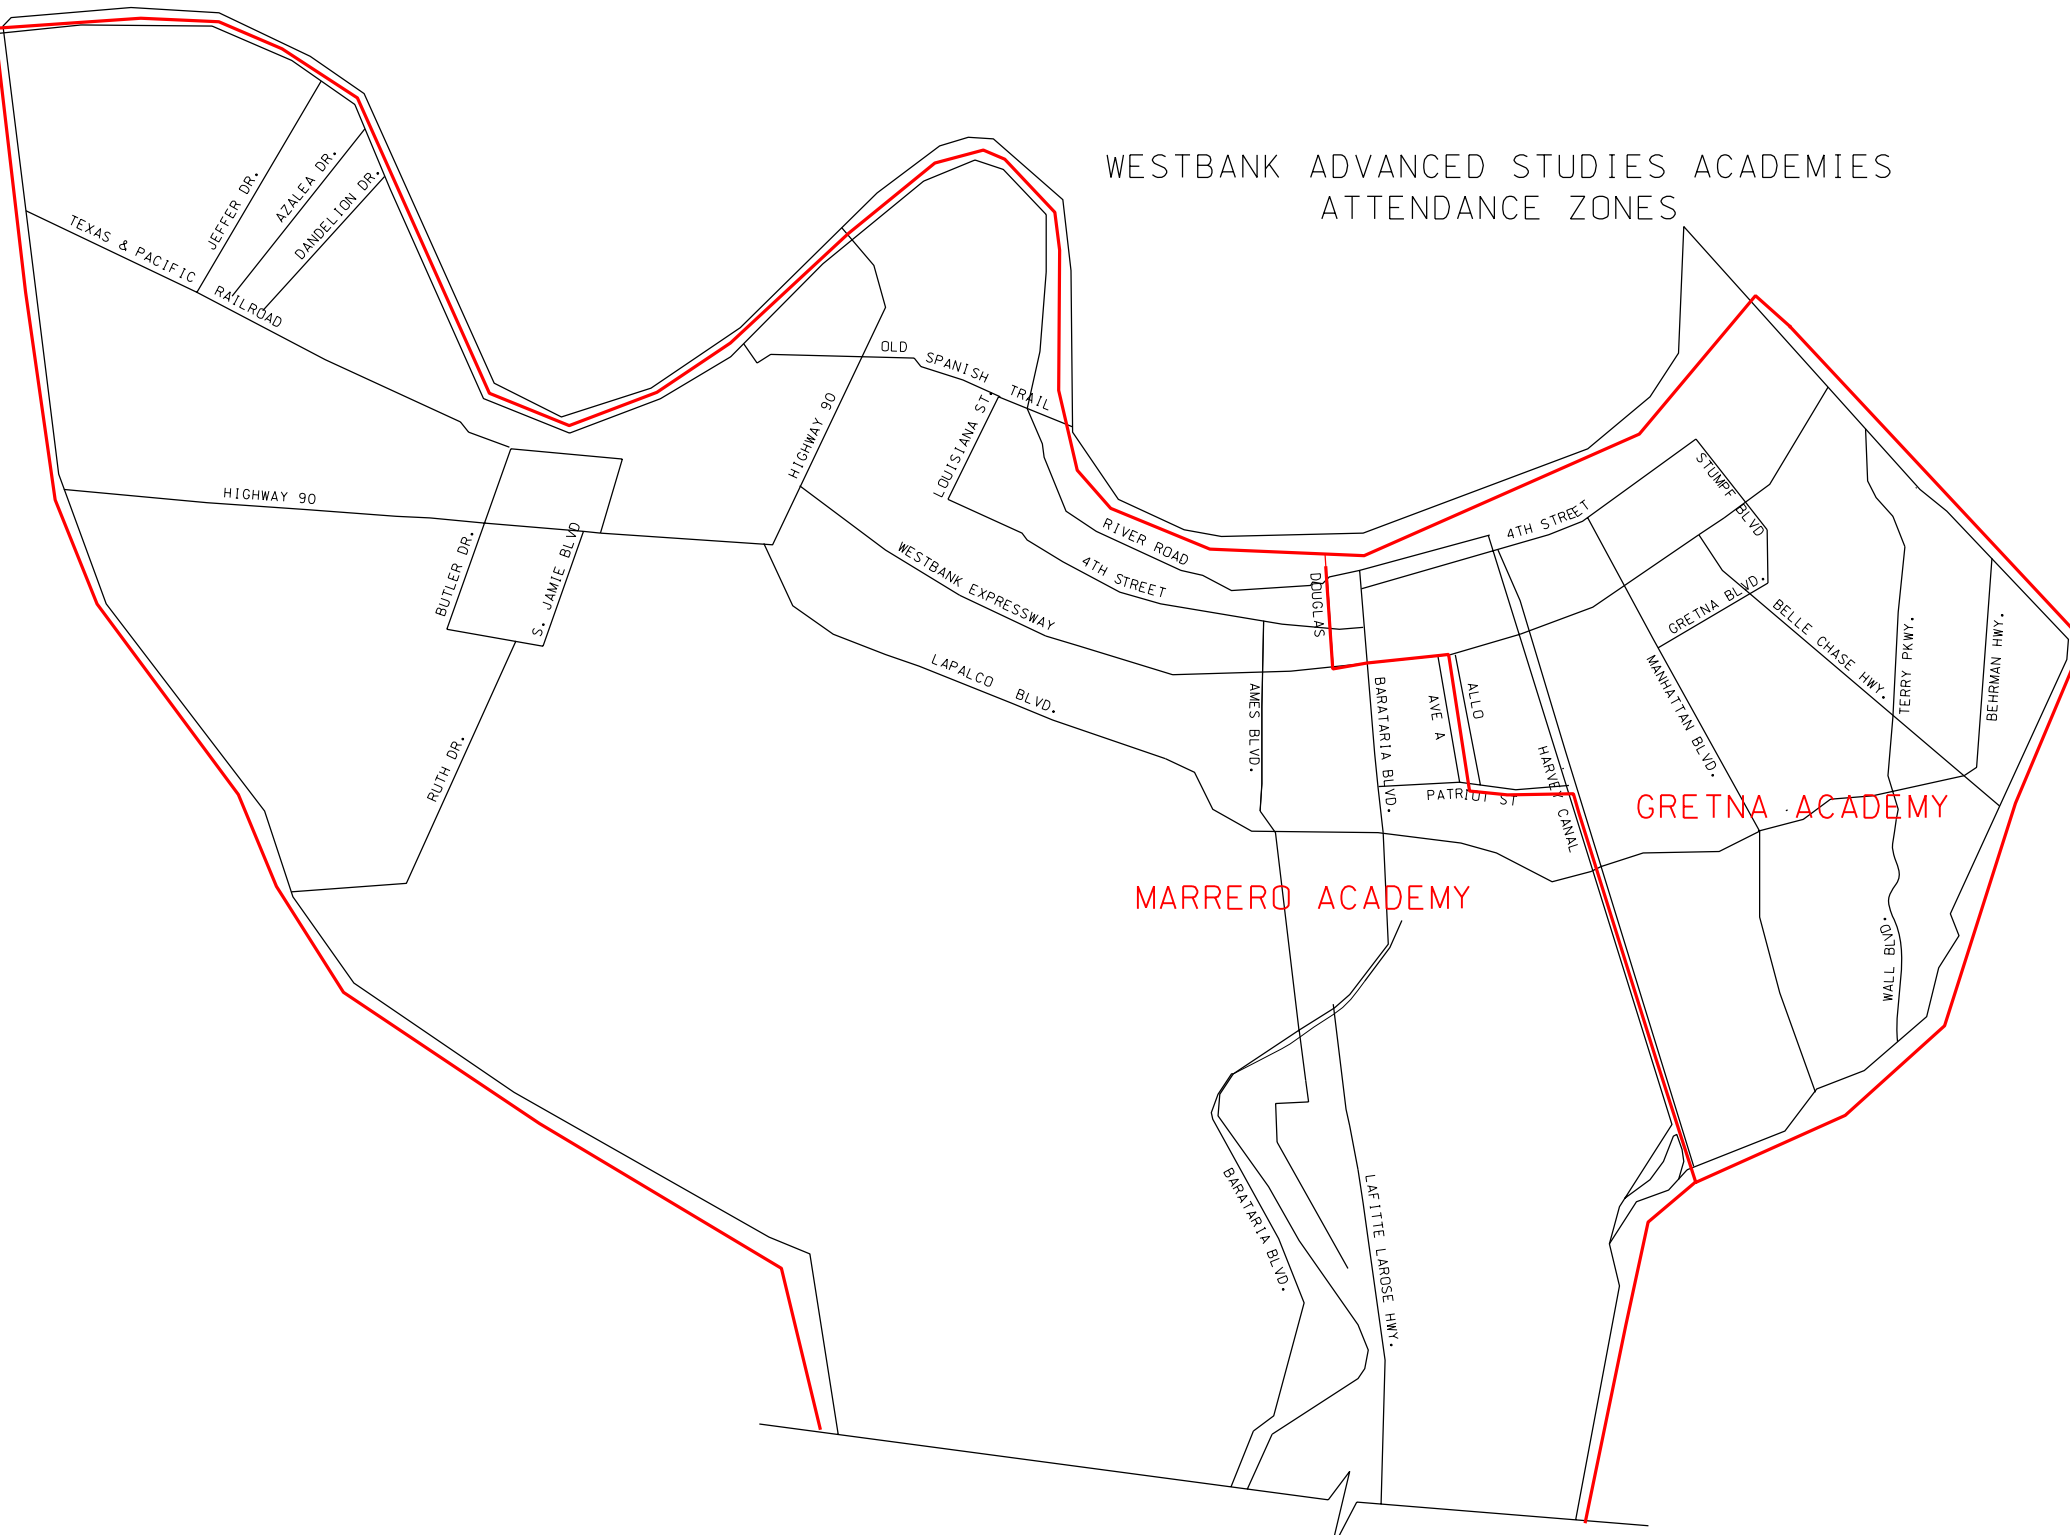 WESTBANK ADVANCED STUDIES ACADEMIES
ATTENDANCE ZONES
JEFFER DR.
AZALEA DR.
DANDELION DR.
TEXAS & PACIFIC RAILROAD
OLD SPANISH TRAIL
HIGHWAY 90
LOUISIANA ST.
HIGHWAY 90
STUMPF BLVD
4TH STREET
RIVER ROAD
4TH STREET
WESTBANK EXPRESSWAY
DOUGLAS
BUTLER DR.
S. JAMIE BLVD
GRETNA BLVD.
BELLE CHASE HWY.
TERRY PKWY.
BEHRMAN HWY.
LAPALCO BLVD.
AMES BLVD.
BARATARIA BLVD.
AVE A
ALLO
MANHATTAN BLVD.
HARVEY CANAL
RUTH DR.
PATRIOT ST
GRETNA ACADEMY
MARRERO ACADEMY
WALL BLVD.
BARATARIA BLVD.
LAFITTE LAROSE HWY.